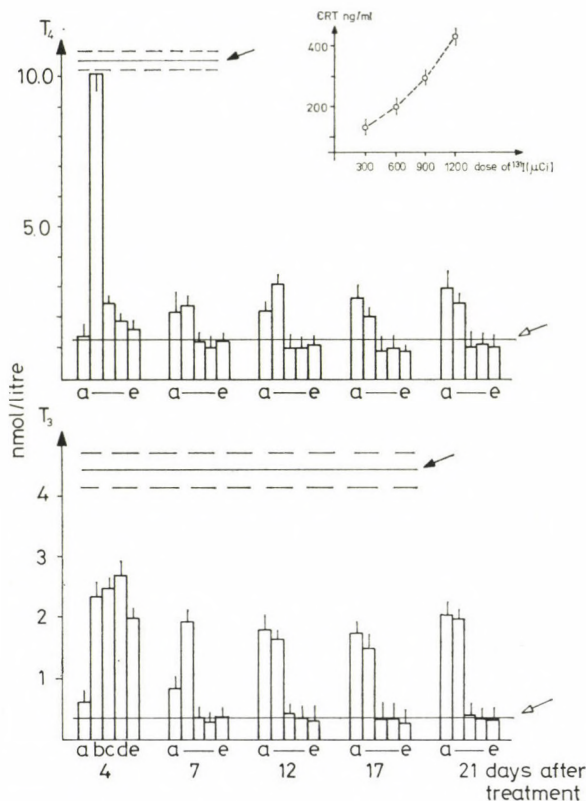 T₄
10.0
5.0
a — e a — e a — e a — e a — e
CRT ng/ml
400
200
300 600 900 1200 dose of ¹³¹I [(μCi)]
nmol/litre
T₃
4
3
2
1
abcde a — e a — e a — e a — e
4 7 12 17 21 days after
treatment